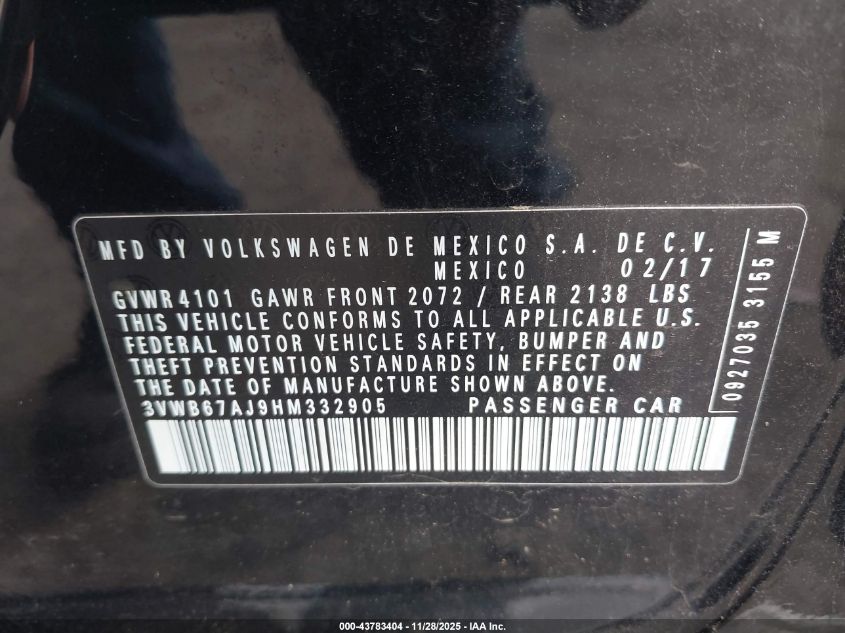 MFD BY VOLKSWAGEN DE MEXICO S.A. DE C.V.
MEXICO 02/17
GVWR 4101 GAWR FRONT 2072 / REAR 2138 LBS
THIS VEHICLE CONFORMS TO ALL APPLICABLE U.S.
FEDERAL MOTOR VEHICLE SAFETY, BUMPER AND
THEFT PREVENTION STANDARDS IN EFFECT ON
THE DATE OF MANUFACTURE SHOWN ABOVE.
3VWB67AJ9HM332905 PASSENGER CAR
0927035 3155 M
000-43783404 - 11/28/2025 - IAA Inc.